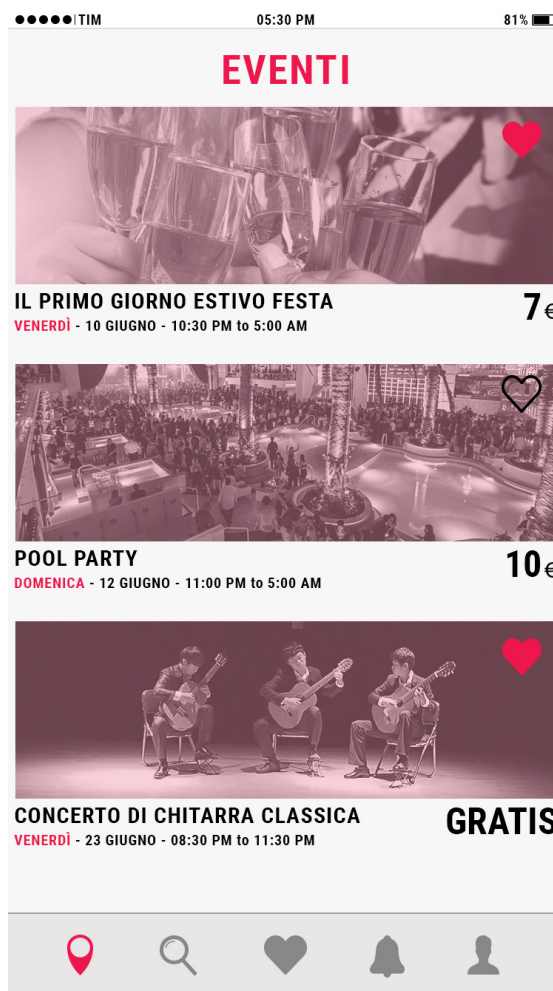 TIM
05:30 PM
81%
EVENTI
IL PRIMO GIORNO ESTIVO FESTA
7€
VENERDÌ - 10 GIUGNO - 10:30 PM to 5:00 AM
POOL PARTY
10€
DOMENICA - 12 GIUGNO - 11:00 PM to 5:00 AM
CONCERTO DI CHITARRA CLASSICA
GRATIS
VENERDÌ - 23 GIUGNO - 08:30 PM to 11:30 PM